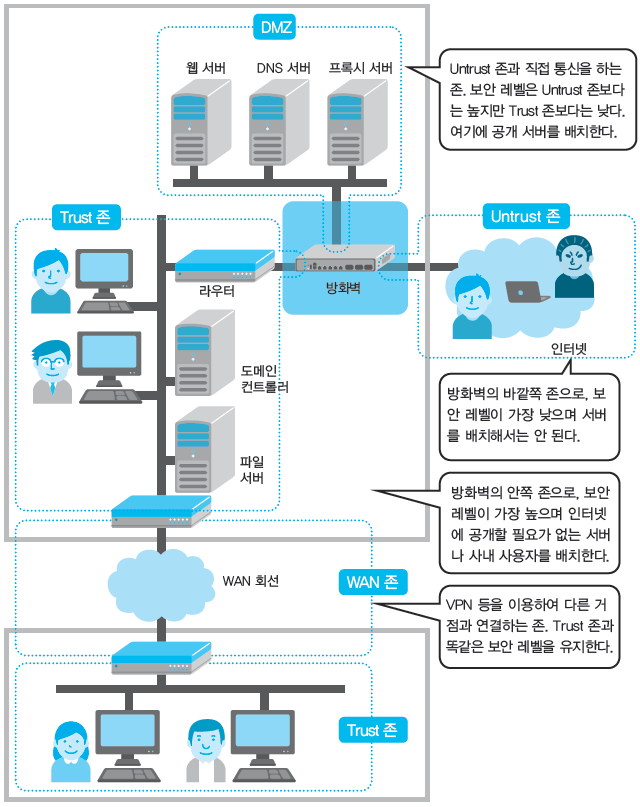 DMZ
웹 서버
DNS 서버
프록시 서버
Untrust 존과 직접 통신을 하는
존. 보안 레벨은 Untrust 존보다
는 높지만 Trust 존보다는 낮다.
여기에 공개 서버를 배치한다.
Trust 존
Untrust 존
라우터
방화벽
인터넷
도메인
컨트롤러
방화벽의 바깥쪽 존으로, 보
안 레벨이 가장 낮으며 서버
를 배치해서는 안 된다.
파일
서버
방화벽의 안쪽 존으로, 보안
레벨이 가장 높으며 인터넷
에 공개할 필요가 없는 서버
나 사내 사용자를 배치한다.
WAN 회선
WAN 존
VPN 등을 이용하여 다른 거
점과 연결하는 존. Trust 존과
똑같은 보안 레벨을 유지한다.
Trust 존